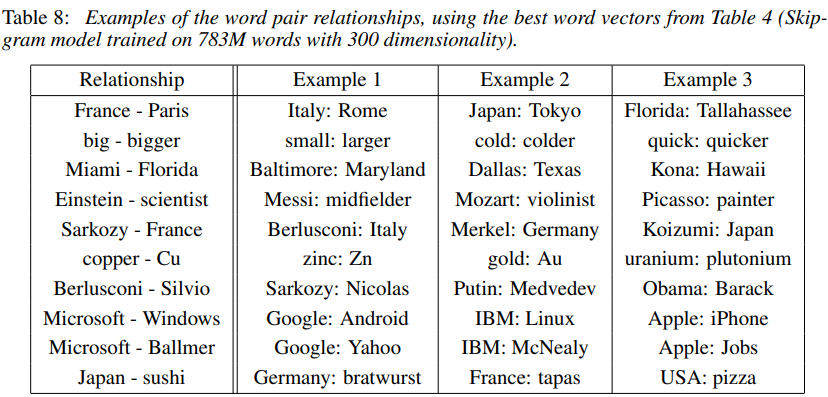 Table 8: Examples of the word pair relationships, using the best word vectors from Table 4 (Skip-
gram model trained on 783M words with 300 dimensionality).
Relationship Example 1 Example 2 Example 3
France - Paris Italy: Rome Japan: Tokyo Florida: Tallahassee
big - bigger small: larger cold: colder quick: quicker
Miami - Florida Baltimore: Maryland Dallas: Texas Kona: Hawaii
Einstein - scientist Messi: midfielder Mozart: violinist Picasso: painter
Sarkozy - France Berlusconi: Italy Merkel: Germany Koizumi: Japan
copper - Cu zinc: Zn gold: Au uranium: plutonium
Berlusconi - Silvio Sarkozy: Nicolas Putin: Medvedev Obama: Barack
Microsoft - Windows Google: Android IBM: Linux Apple: iPhone
Microsoft - Ballmer Google: Yahoo IBM: McNealy Apple: Jobs
Japan - sushi Germany: bratwurst France: tapas USA: pizza